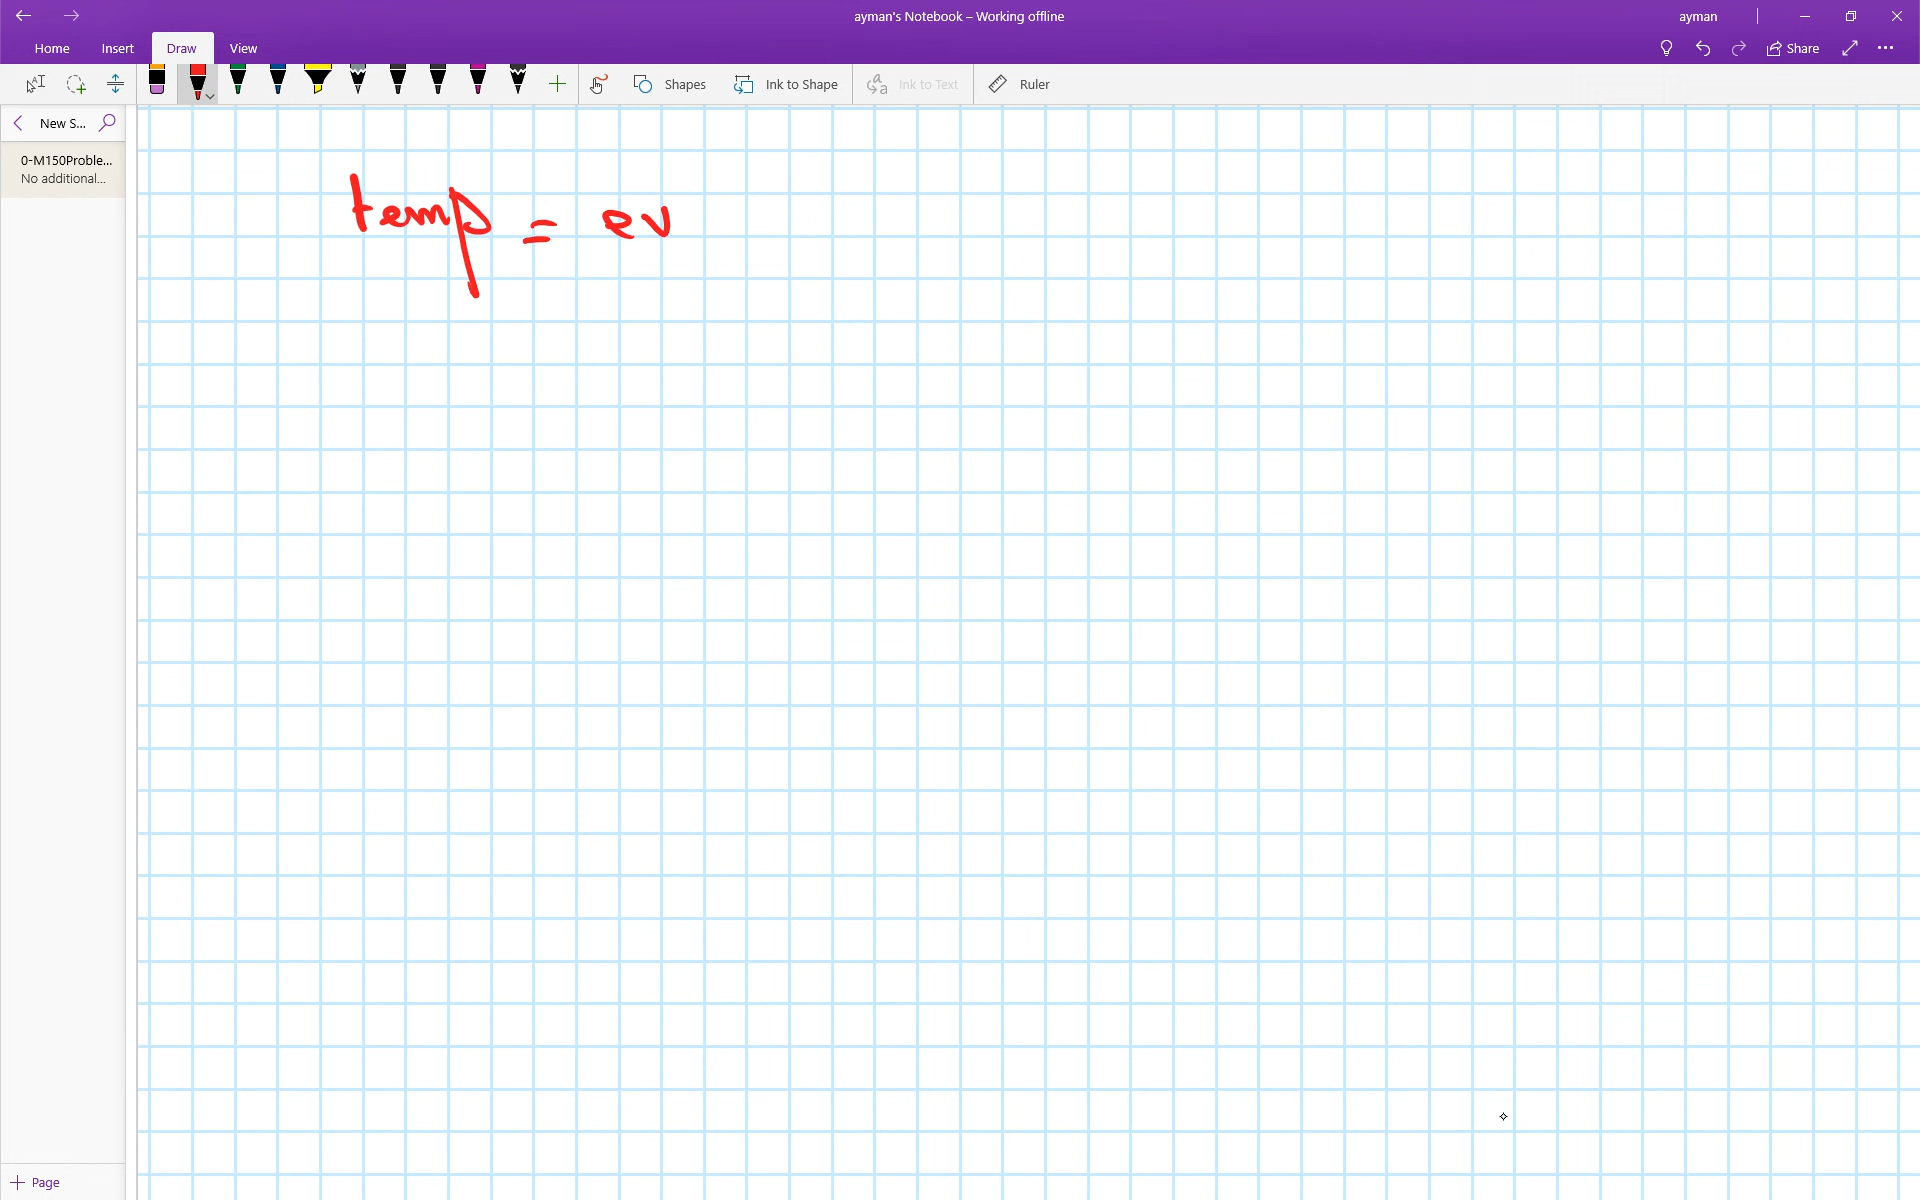 ayman's Notebook – Working offline
ayman
Home Insert Draw View
Share
Shapes Ink to Shape Ink to Text Ruler
New S...
0-M150Proble...
No additional...
temp = ev
Page